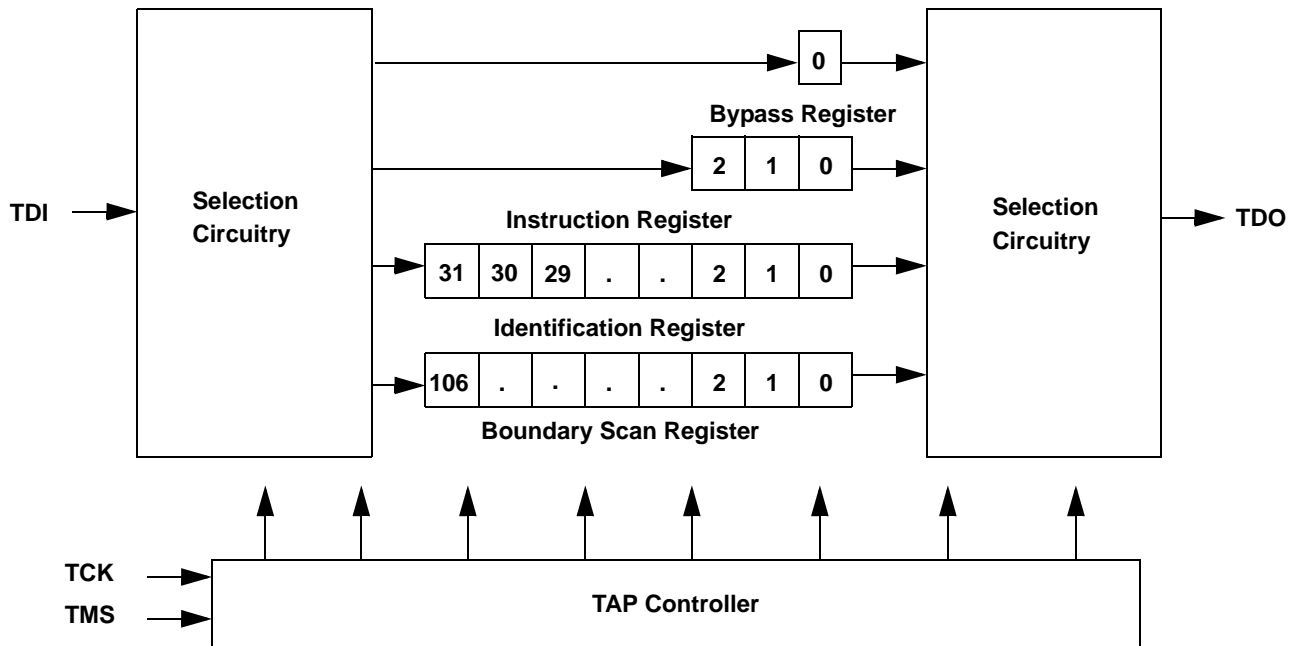 0
Bypass Register
2 1 0
Selection
Circuitry
Selection
Circuitry
TDI
TDO
Instruction Register
31 30 29 . . 2 1 0
Identification Register
106 . . . . 2 1 0
Boundary Scan Register
TCK
TMS
TAP Controller